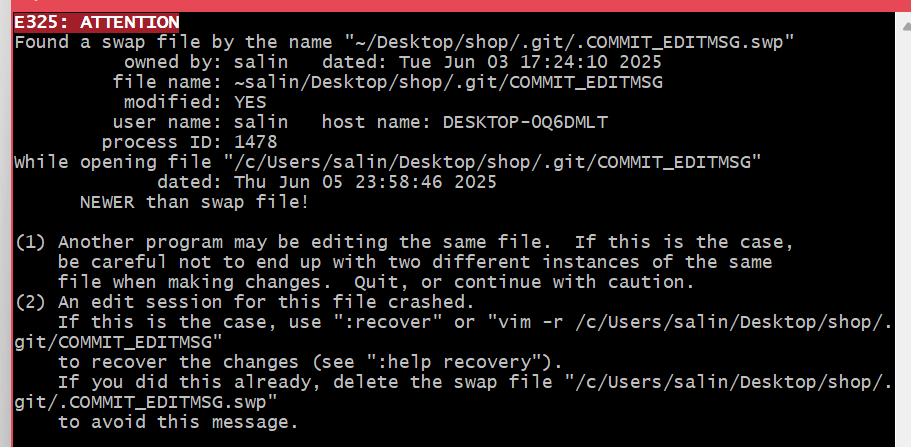 E325: ATTENTION
Found a swap file by the name "~/Desktop/shop/.git/.COMMIT_EDITMSG.swp"
owned by: salin   dated: Tue Jun 03 17:24:10 2025
file name: ~salin/Desktop/shop/.git/COMMIT_EDITMSG
modified: YES
user name: salin   host name: DESKTOP-0Q6DMLT
process ID: 1478
While opening file "/c/Users/salin/Desktop/shop/.git/COMMIT_EDITMSG"
dated: Thu Jun 05 23:58:46 2025
NEWER than swap file!

(1) Another program may be editing the same file.  If this is the case,
be careful not to end up with two different instances of the same
file when making changes.  Quit, or continue with caution.
(2) An edit session for this file crashed.
If this is the case, use ":recover" or "vim -r /c/Users/salin/Desktop/shop/.
git/COMMIT_EDITMSG"
to recover the changes (see ":help recovery").
If you did this already, delete the swap file "/c/Users/salin/Desktop/shop/.
git/.COMMIT_EDITMSG.swp"
to avoid this message.